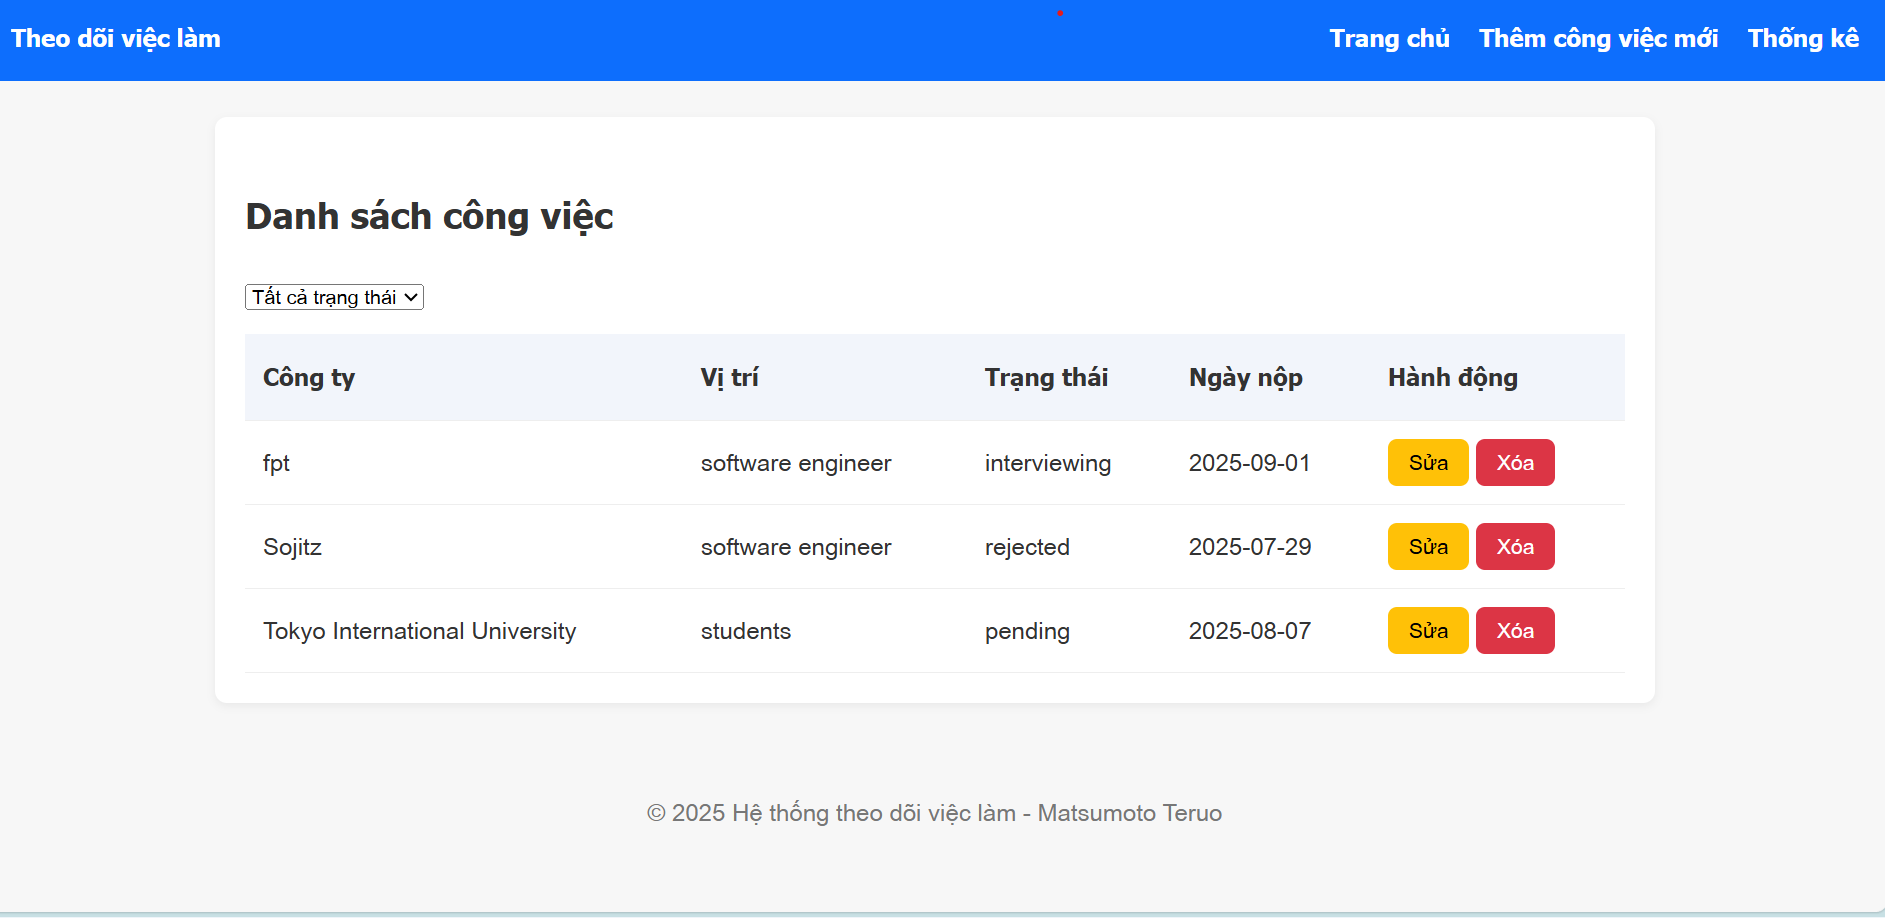 Theo dõi việc làm Trang chủ Thêm công việc mới Thống kê
Danh sách công việc
Tất cả trạng thái
Công ty Vị trí Trạng thái Ngày nộp Hành động
fpt software engineer interviewing 2025-09-01 Sửa Xóa
Sojitz software engineer rejected 2025-07-29 Sửa Xóa
Tokyo International University students pending 2025-08-07 Sửa Xóa
© 2025 Hệ thống theo dõi việc làm - Matsumoto Teruo